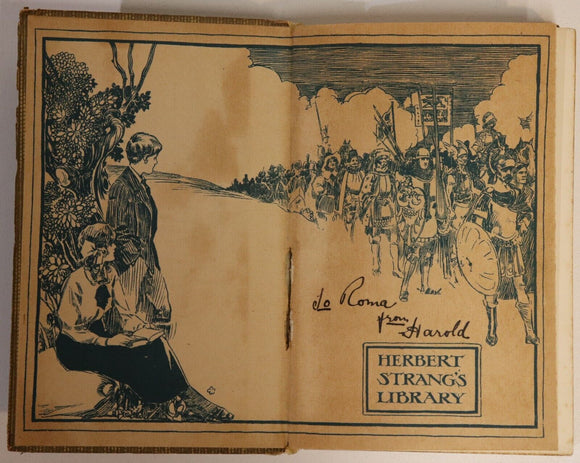 To Roma
from
Harold
HERBERT
STRANG'S
LIBRARY